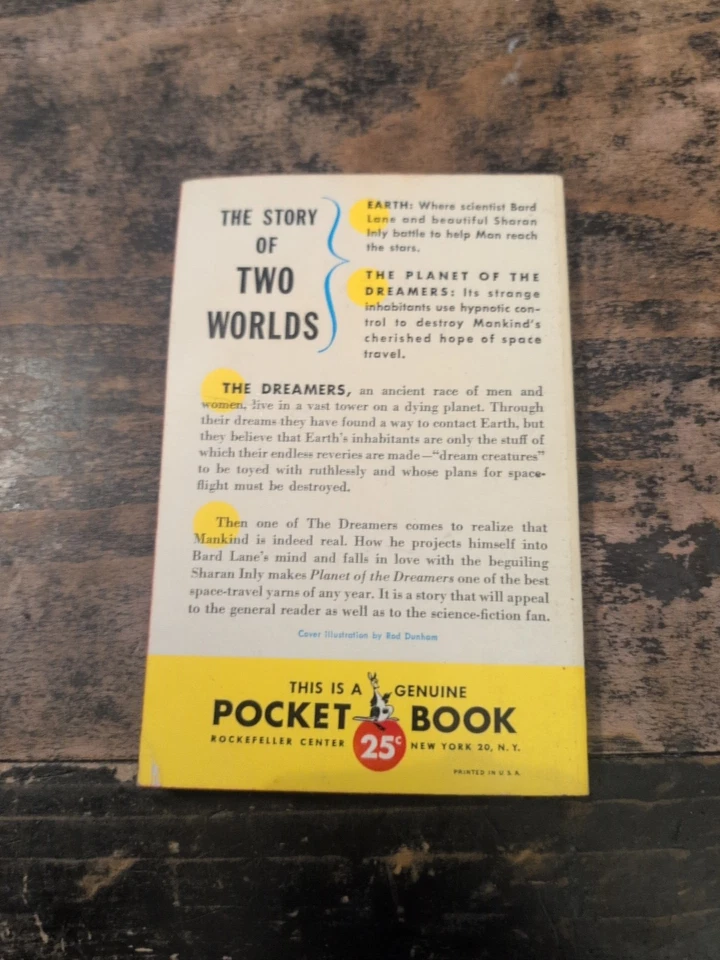 THE STORY
OF
TWO
WORLDS
EARTH: Where scientist Bard
Lane and beautiful Sharan
Inly battle to help Man reach
the stars.
THE PLANET OF THE
DREAMERS: Its strange
inhabitants use hypnotic con-
trol to destroy Mankind's
cherished hope of space
travel.
THE DREAMERS, an ancient race of men and
women, live in a vast tower on a dying planet. Through
their dreams they have found a way to contact Earth, but
they believe that Earth's inhabitants are only the stuff of
which their endless reveries are made—"dream creatures"
to be toyed with ruthlessly and whose plans for space-
flight must be destroyed.
Then one of The Dreamers comes to realize that
Mankind is indeed real. How he projects himself into
Bard Lane's mind and falls in love with the beguiling
Sharan Inly makes Planet of the Dreamers one of the best
space-travel yarns of any year. It is a story that will appeal
to the general reader as well as to the science-fiction fan.
Cover Illustration by Rod Dunham
THIS IS A GENUINE
POCKET BOOK
ROCKEFELLER CENTER 25c NEW YORK 20, N. Y.
PRINTED IN U.S.A.